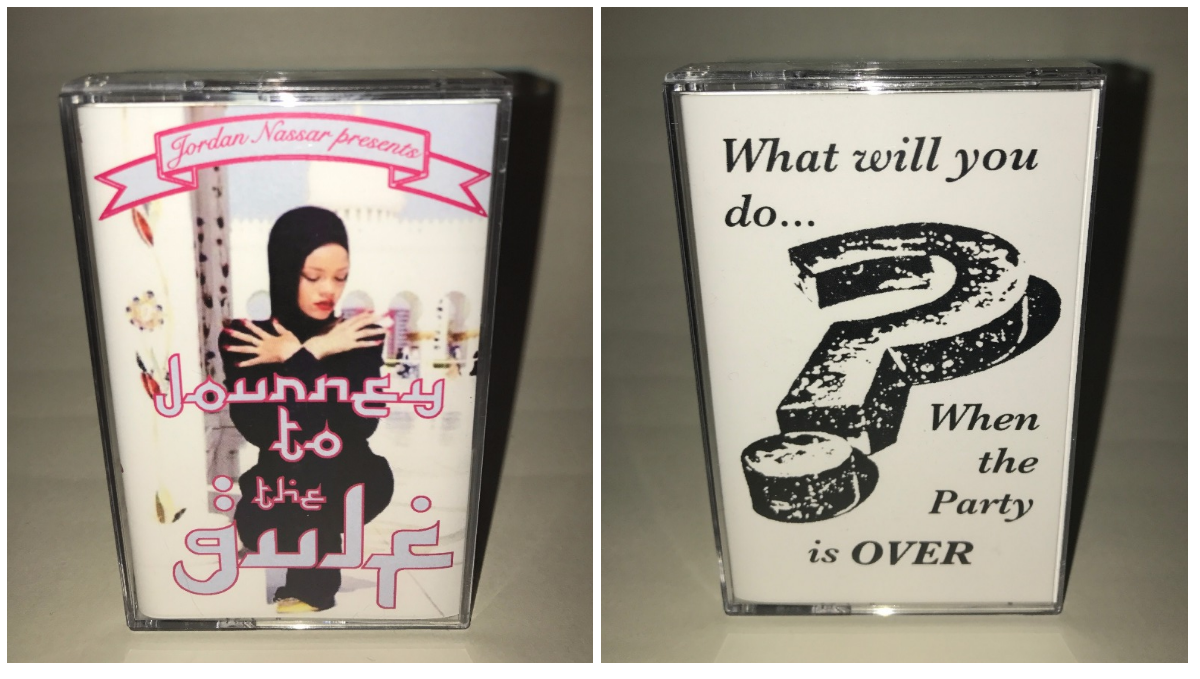 Jordan Nassar presents
Journey
to
the
gulf
What will you
do...
?
When
the
Party
is OVER